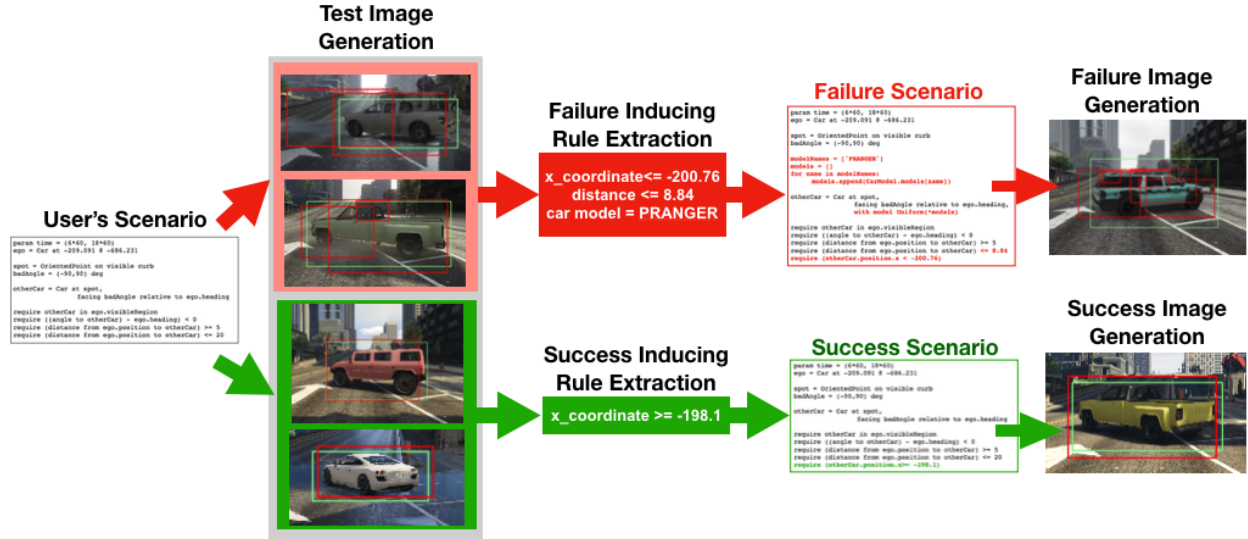 Test Image
Generation
User's Scenario
param time = (6*60, 18*60)
ego = Car at -209.091 @ -686.231
spot = OrientedPoint on visible curb
badAngle = (-90,90) deg
otherCar = Car at spot,
facing badAngle relative to ego.heading
require otherCar in ego.visibleRegion
require ((angle to otherCar) - ego.heading) < 0
require (distance from ego.position to otherCar) >= 5
require (distance from ego.position to otherCar) <= 20
Failure Inducing
Rule Extraction
x_coordinate<= -200.76
distance <= 8.84
car model = PRANGER
Failure Scenario
param time = (6*60, 18*60)
ego = Car at -209.091 @ -686.231
spot = OrientedPoint on visible curb
badAngle = (-90,90) deg
modelNames = ['PRANGER']
models = []
for name in modelNames:
models.append(CarModel.models[name])
otherCar = Car at spot,
facing badAngle relative to ego.heading,
with model Uniform(*models)
require otherCar in ego.visibleRegion
require ((angle to otherCar) - ego.heading) < 0
require (distance from ego.position to otherCar) >= 5
require (distance from ego.position to otherCar) <= 8.84
require (otherCar.position.x < -200.76)
Failure Image
Generation
Success Inducing
Rule Extraction
x_coordinate >= -198.1
Success Scenario
param time = (6*60, 18*60)
ego = Car at -209.091 @ -686.231
spot = OrientedPoint on visible curb
badAngle = (-90,90) deg
otherCar = Car at spot,
facing badAngle relative to ego.heading
require otherCar in ego.visibleRegion
require ((angle to otherCar) - ego.heading) < 0
require (distance from ego.position to otherCar) >= 5
require (distance from ego.position to otherCar) <= 20
require (otherCar.position.x>= -198.1)
Success Image
Generation